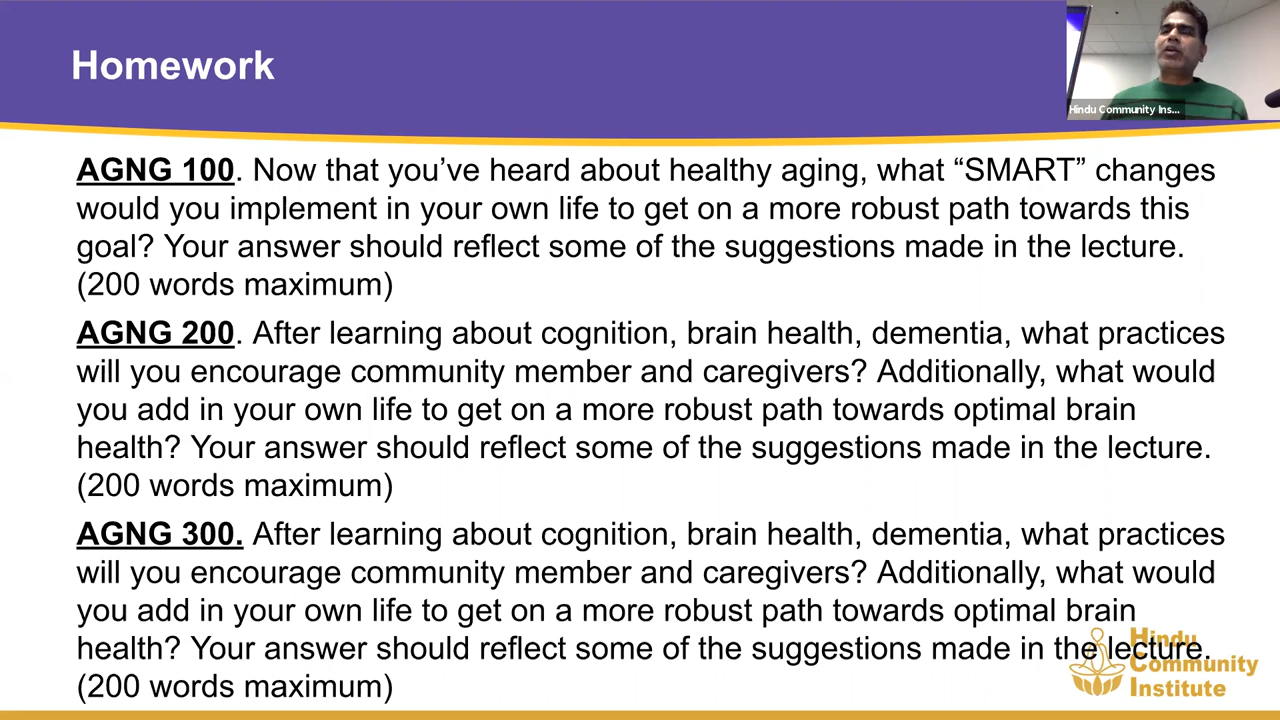 Homework
Hindu Community Ins...
AGNG 100. Now that you’ve heard about healthy aging, what “SMART” changes
would you implement in your own life to get on a more robust path towards this
goal? Your answer should reflect some of the suggestions made in the lecture.
(200 words maximum)
AGNG 200. After learning about cognition, brain health, dementia, what practices
will you encourage community member and caregivers? Additionally, what would
you add in your own life to get on a more robust path towards optimal brain
health? Your answer should reflect some of the suggestions made in the lecture.
(200 words maximum)
AGNG 300. After learning about cognition, brain health, dementia, what practices
will you encourage community member and caregivers? Additionally, what would
you add in your own life to get on a more robust path towards optimal brain
health? Your answer should reflect some of the suggestions made in the lecture.
(200 words maximum)
Hindu
Community
Institute